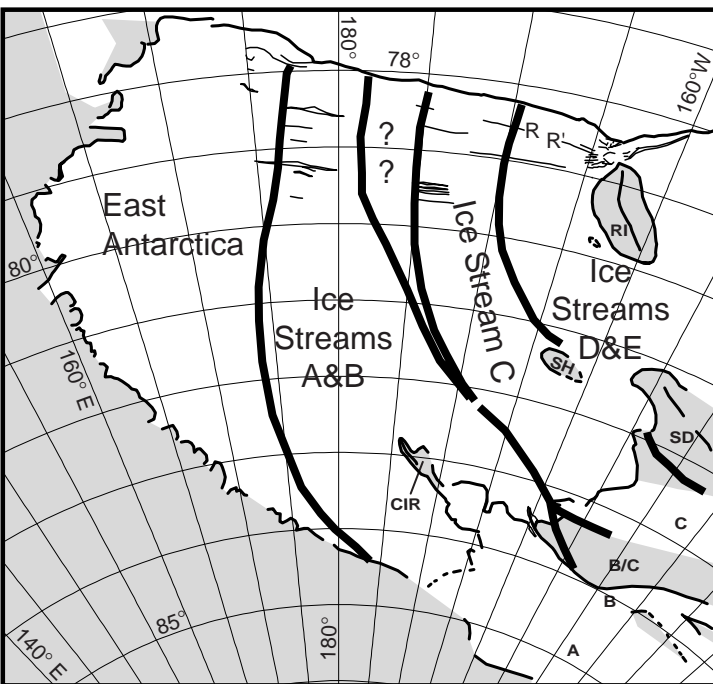 180°
78°
160°W
?
?
R R'
East
Antarctica
RI
80°
Ice Stream C
Ice
Streams
D&E
Ice
Streams
A&B
SH
160° E
SD
CIR
C
B/C
B
85°
180°
A
140° E